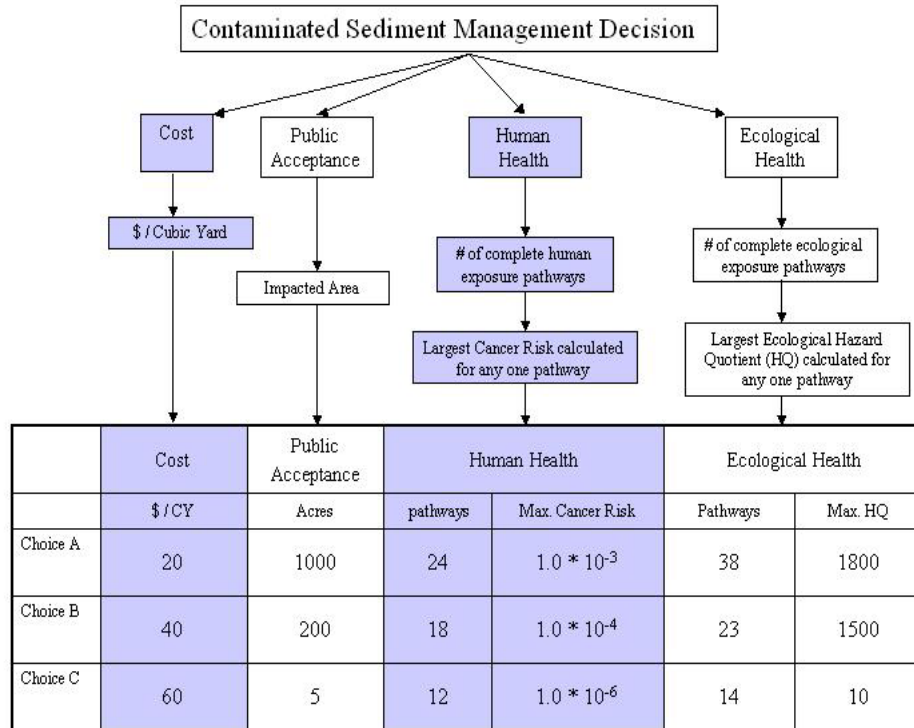 Contaminated Sediment Management Decision
Cost
Public
Acceptance
Human
Health
Ecological
Health
$ / Cubic Yard
# of complete human
exposure pathways
# of complete ecological
exposure pathways
Impacted Area
Largest Cancer Risk calculated
for any one pathway
Largest Ecological Hazard
Quotient (HQ) calculated for
any one pathway
Cost Public Acceptance Human Health Ecological Health
$ / CY Acres pathways Max. Cancer Risk Pathways Max. HQ
Choice A 20 1000 24 1.0 * 10⁻³ 38 1800
Choice B 40 200 18 1.0 * 10⁻⁴ 23 1500
Choice C 60 5 12 1.0 * 10⁻⁶ 14 10